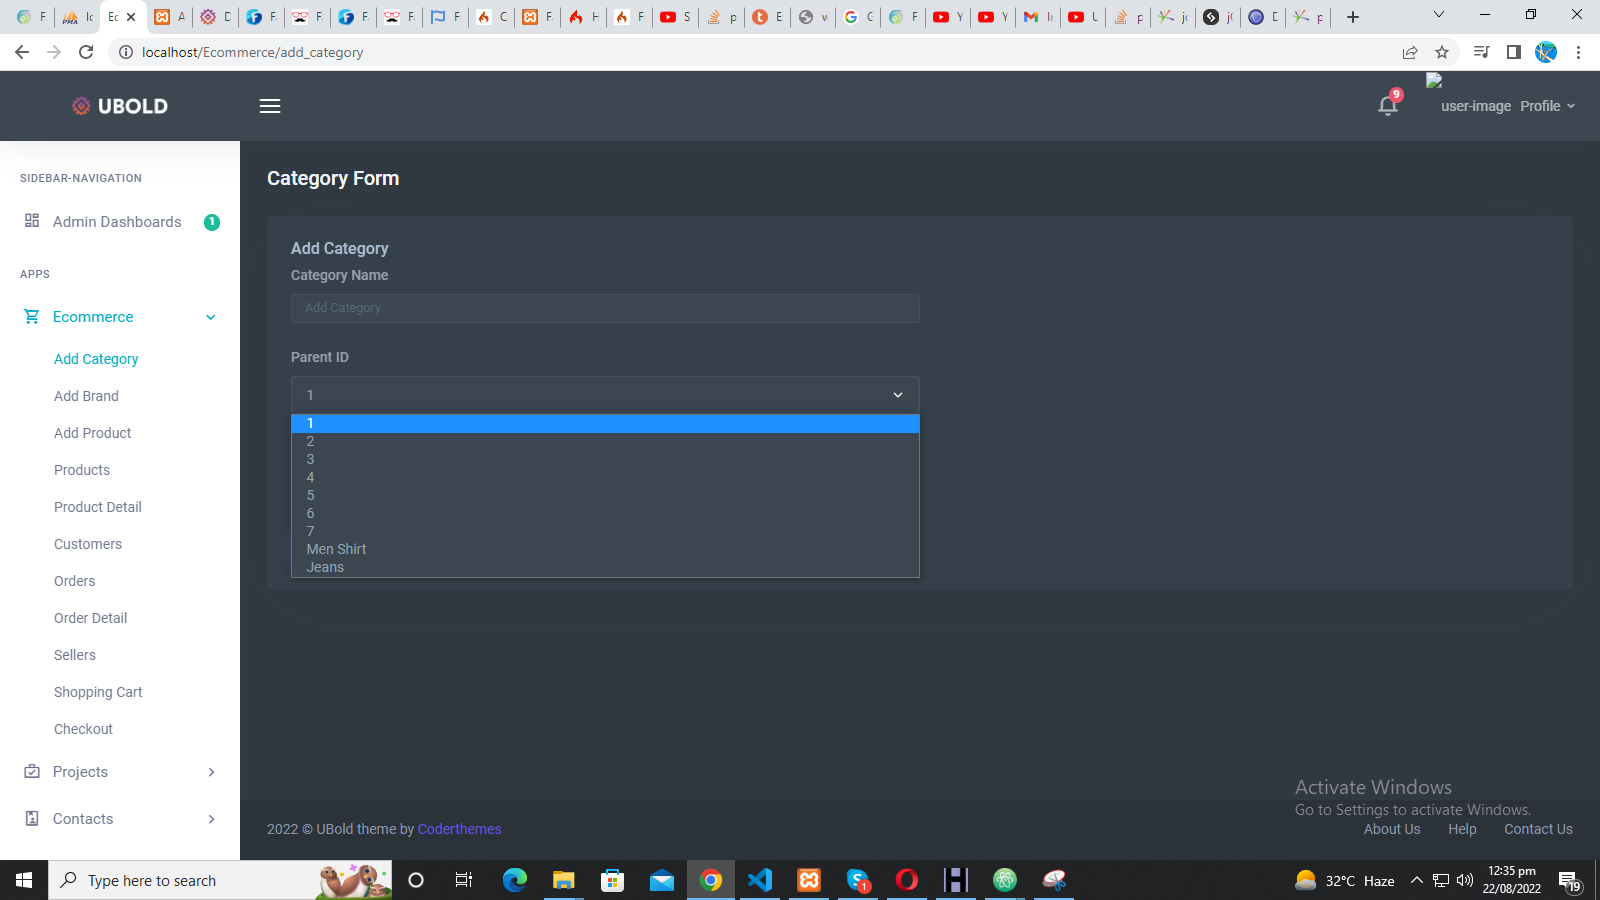 localhost/Ecommerce/add_category
UBOLD
9
user-image Profile
SIDEBAR-NAVIGATION
Admin Dashboards 1
APPS
Ecommerce
Add Category
Add Brand
Add Product
Products
Product Detail
Customers
Orders
Order Detail
Sellers
Shopping Cart
Checkout
Projects
Contacts
Category Form
Add Category
Category Name
Add Category
Parent ID
1
1
2
3
4
5
6
7
Men Shirt
Jeans
Activate Windows
Go to Settings to activate Windows.
2022 © UBold theme by Coderthemes
About Us Help Contact Us
Type here to search
1
32°C Haze
12:35 pm
22/08/2022
19